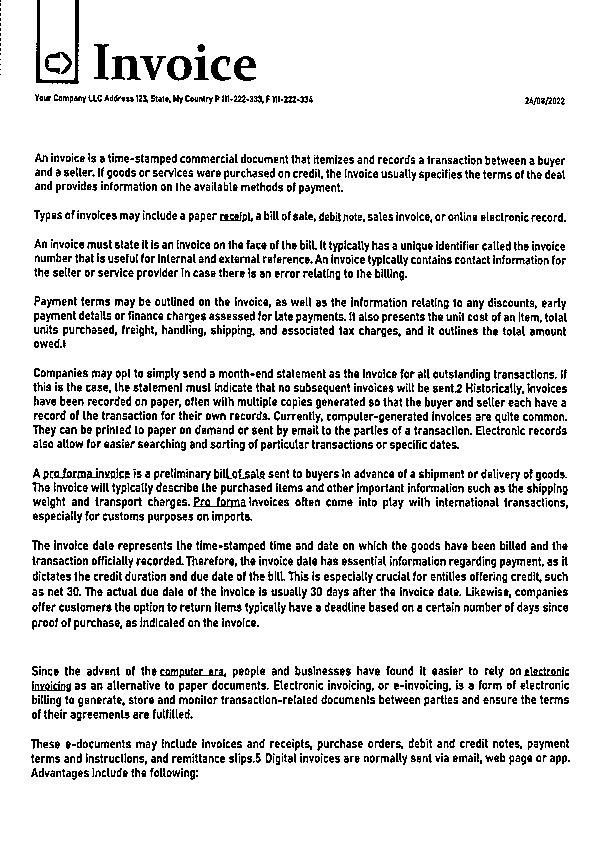 Invoice
Your Company LLC Address 123, State, My Country P 111-222-333, F 111-222-334
24/08/2022
An invoice is a time-stamped commercial document that itemizes and records a transaction between a buyer
and a seller. If goods or services were purchased on credit, the invoice usually specifies the terms of the deal
and provides information on the available methods of payment.
Types of invoices may include a paper receipt, a bill of sale, debit note, sales invoice, or online electronic record.
An invoice must state it is an invoice on the face of the bill. It typically has a unique identifier called the invoice
number that is useful for internal and external reference. An invoice typically contains contact information for
the seller or service provider in case there is an error relating to the billing.
Payment terms may be outlined on the invoice, as well as the information relating to any discounts, early
payment details or finance charges assessed for late payments. It also presents the unit cost of an item, total
units purchased, freight, handling, shipping, and associated tax charges, and it outlines the total amount
owed.1
Companies may opt to simply send a month-end statement as the invoice for all outstanding transactions. If
this is the case, the statement must indicate that no subsequent invoices will be sent.2 Historically, invoices
have been recorded on paper, often with multiple copies generated so that the buyer and seller each have a
record of the transaction for their own records. Currently, computer-generated invoices are quite common.
They can be printed to paper on demand or sent by email to the parties of a transaction. Electronic records
also allow for easier searching and sorting of particular transactions or specific dates.
A pro forma invoice is a preliminary bill of sale sent to buyers in advance of a shipment or delivery of goods.
The invoice will typically describe the purchased items and other important information such as the shipping
weight and transport charges. Pro forma invoices often come into play with international transactions,
especially for customs purposes on imports.
The invoice date represents the time-stamped time and date on which the goods have been billed and the
transaction officially recorded. Therefore, the invoice date has essential information regarding payment, as it
dictates the credit duration and due date of the bill. This is especially crucial for entities offering credit, such
as net 30. The actual due date of the invoice is usually 30 days after the invoice date. Likewise, companies
offer customers the option to return items typically have a deadline based on a certain number of days since
proof of purchase, as indicated on the invoice.
Since the advent of the computer era, people and businesses have found it easier to rely on electronic
invoicing as an alternative to paper documents. Electronic invoicing, or e-invoicing, is a form of electronic
billing to generate, store and monitor transaction-related documents between parties and ensure the terms
of their agreements are fulfilled.
These e-documents may include invoices and receipts, purchase orders, debit and credit notes, payment
terms and instructions, and remittance slips.5 Digital invoices are normally sent via email, web page or app.
Advantages include the following: